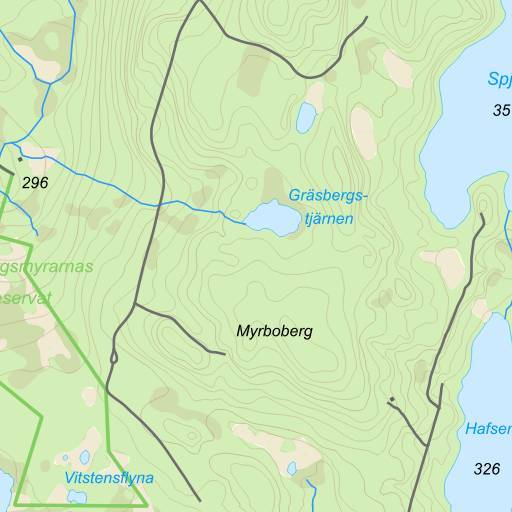 Spj
35
296
Gräsbergs-
tjärnen
gsmyrarnas
eservat
Myrboberg
Hafser
326
Vitstensflyna